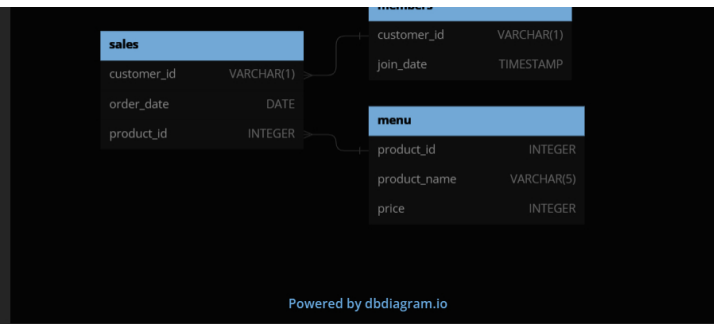 members
customer_id VARCHAR(1)
join_date TIMESTAMP
sales
customer_id VARCHAR(1)
order_date DATE
product_id INTEGER
menu
product_id INTEGER
product_name VARCHAR(5)
price INTEGER
Powered by dbdiagram.io